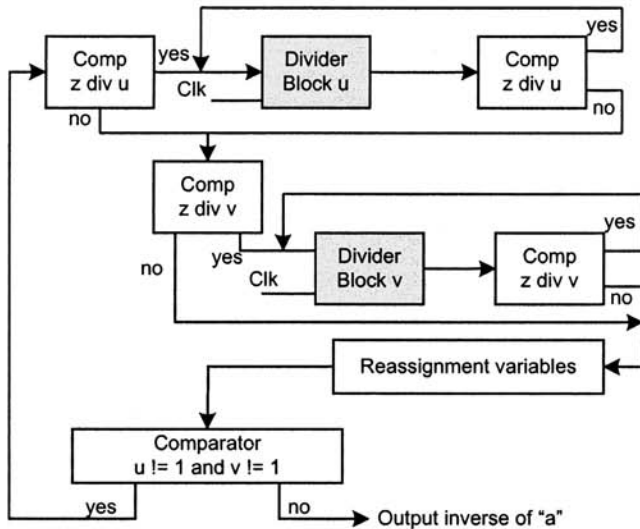 yes
Comp
z div u
yes
Divider
Block u
Comp
z div u
Clk
no
no
Comp
z div v
yes
yes
Divider
Block v
Comp
z div v
no
Clk
no
Reassignment variables
Comparator
u != 1 and v != 1
yes
no
Output inverse of “a”